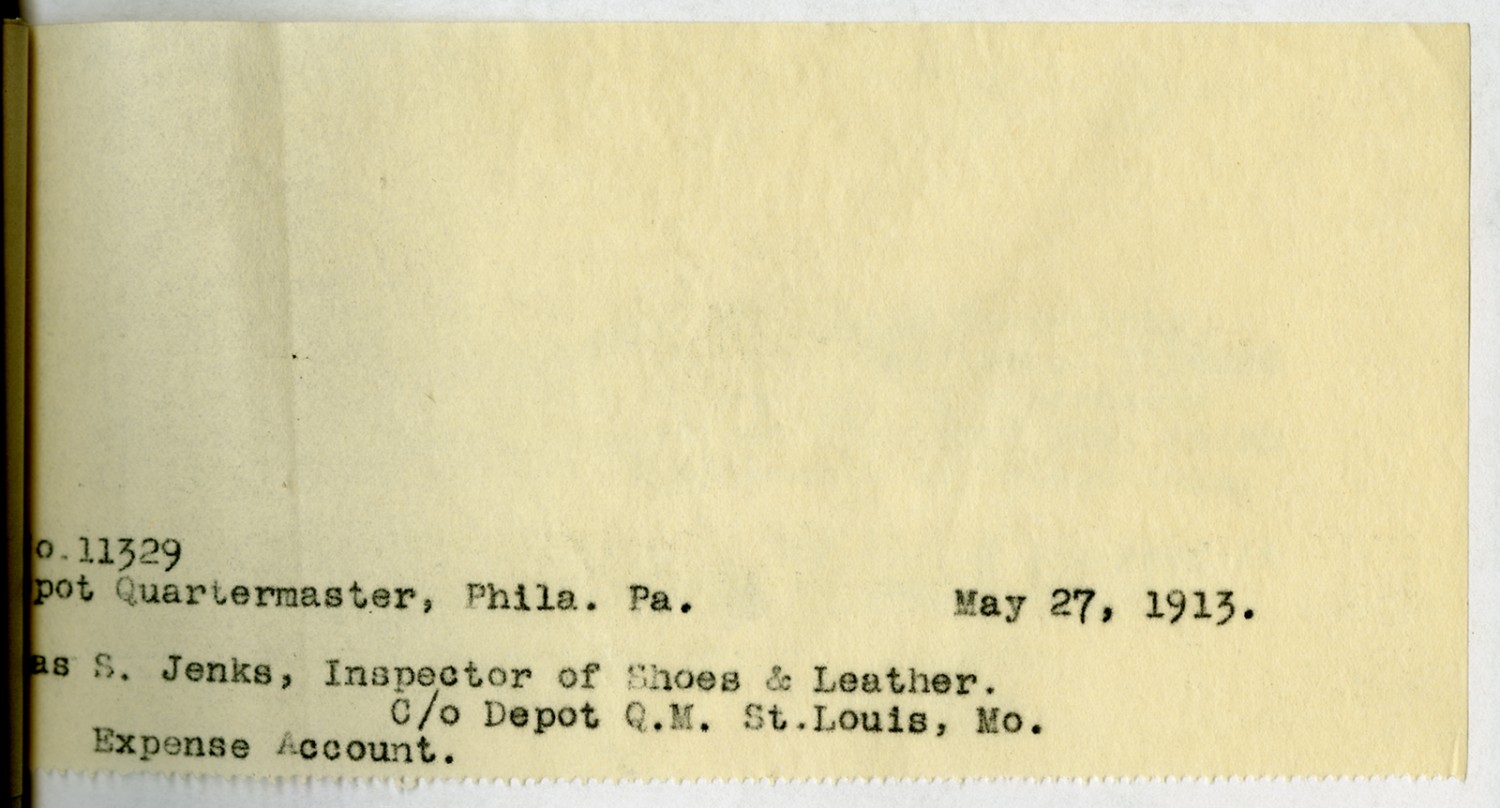 o.11329
pot Quartermaster, Phila. Pa. May 27, 1913.
as S. Jenks, Inspector of Shoes & Leather.
C/o Depot Q.M. St.Louis, Mo.
Expense Account.